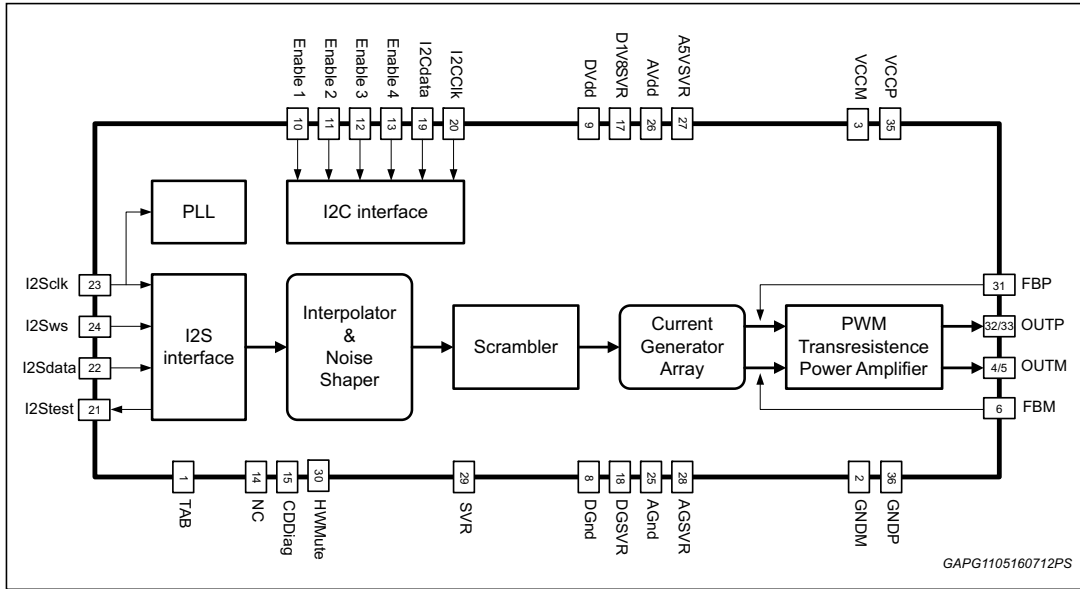 Enable 1
Enable 2
Enable 3
Enable 4
I2Cdata
I2CClk
DVdd
D1V8SVR
AVdd
A5VSVR
VCCM
VCCP
10
11
12
13
19
20
9
17
26
27
3
35
PLL
I2C interface
I2Sclk
23
I2Sws
24
I2Sdata
22
I2Stest
21
I2S
interface
Interpolator
&
Noise
Shaper
Scrambler
Current
Generator
Array
PWM
Transresistence
Power Amplifier
31
FBP
32/33
OUTP
4/5
OUTM
6
FBM
1
14
15
30
29
8
18
25
28
2
36
TAB
NC
CDDiag
HWMute
SVR
DGnd
DGSVR
AGnd
AGSVR
GNDM
GNDP
GAPG1105160712PS